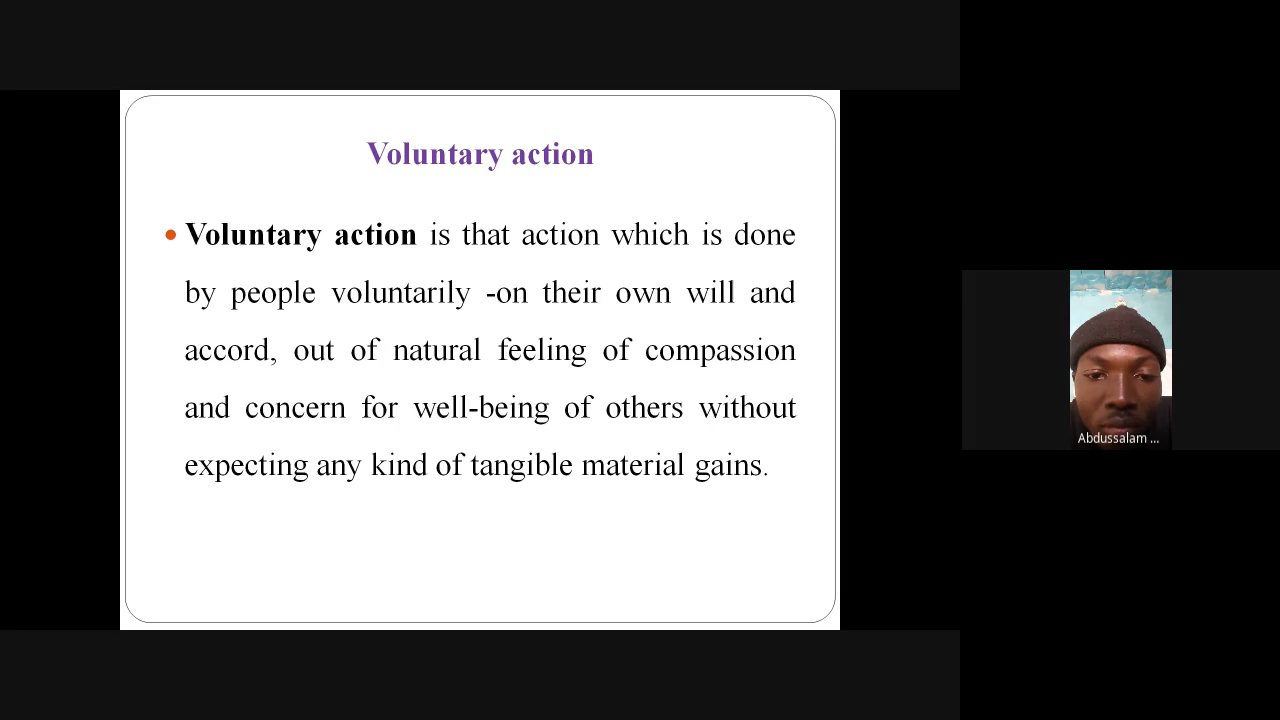 Voluntary action
• Voluntary action is that action which is done
by people voluntarily -on their own will and
accord, out of natural feeling of compassion
and concern for well-being of others without
expecting any kind of tangible material gains.
Abdussalam ...